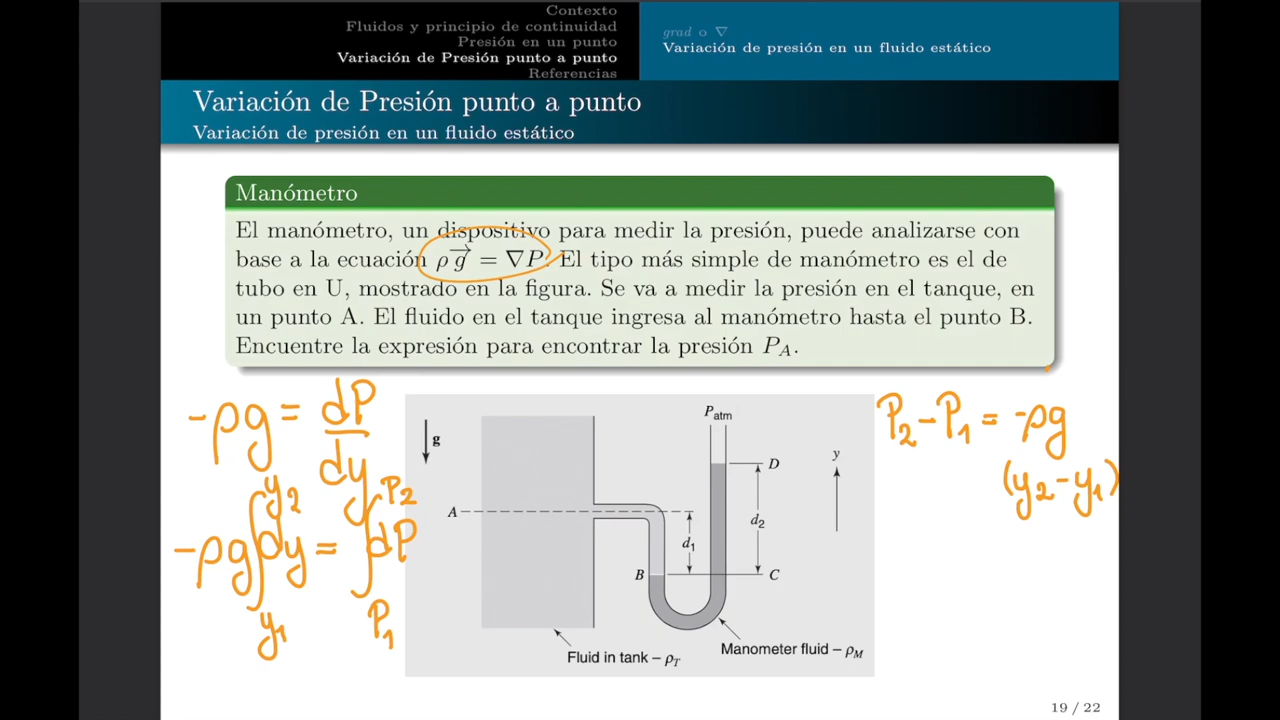 Contexto
Fluidos y principio de continuidad
Presión en un punto
Variación de Presión punto a punto
Referencias
grad o ∇
Variación de presión en un fluido estático
Variación de Presión punto a punto
Variación de presión en un fluido estático
Manómetro
El manómetro, un dispositivo para medir la presión, puede analizarse con
base a la ecuación ρg⃗ = ∇P. El tipo más simple de manómetro es el de
tubo en U, mostrado en la figura. Se va a medir la presión en el tanque, en
un punto A. El fluido en el tanque ingresa al manómetro hasta el punto B.
Encuentre la expresión para encontrar la presión P_A.
-ρg = dP/dy
-ρg ∫_{y₁}^{y₂} dy = ∫_{P₁}^{P₂} dP
P_atm
g
D
y
A
d₂
d₁
B
C
Fluid in tank – ρ_T
Manometer fluid – ρ_M
P₂-P₁ = -ρg
(y₂-y₁)
19 / 22